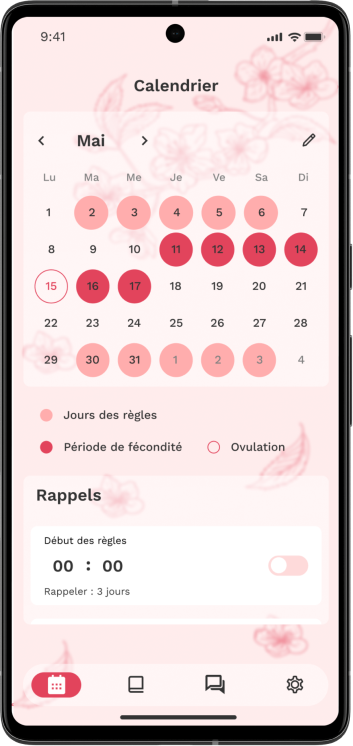 9:41
Calendrier
Mai
Lu Ma Me Je Ve Sa Di
1 2 3 4 5 6 7
8 9 10 11 12 13 14
15 16 17 18 19 20 21
22 23 24 25 26 27 28
29 30 31 1 2 3 4
Jours des règles
Période de fécondité Ovulation
Rappels
Début des règles
00 : 00
Rappeler : 3 jours